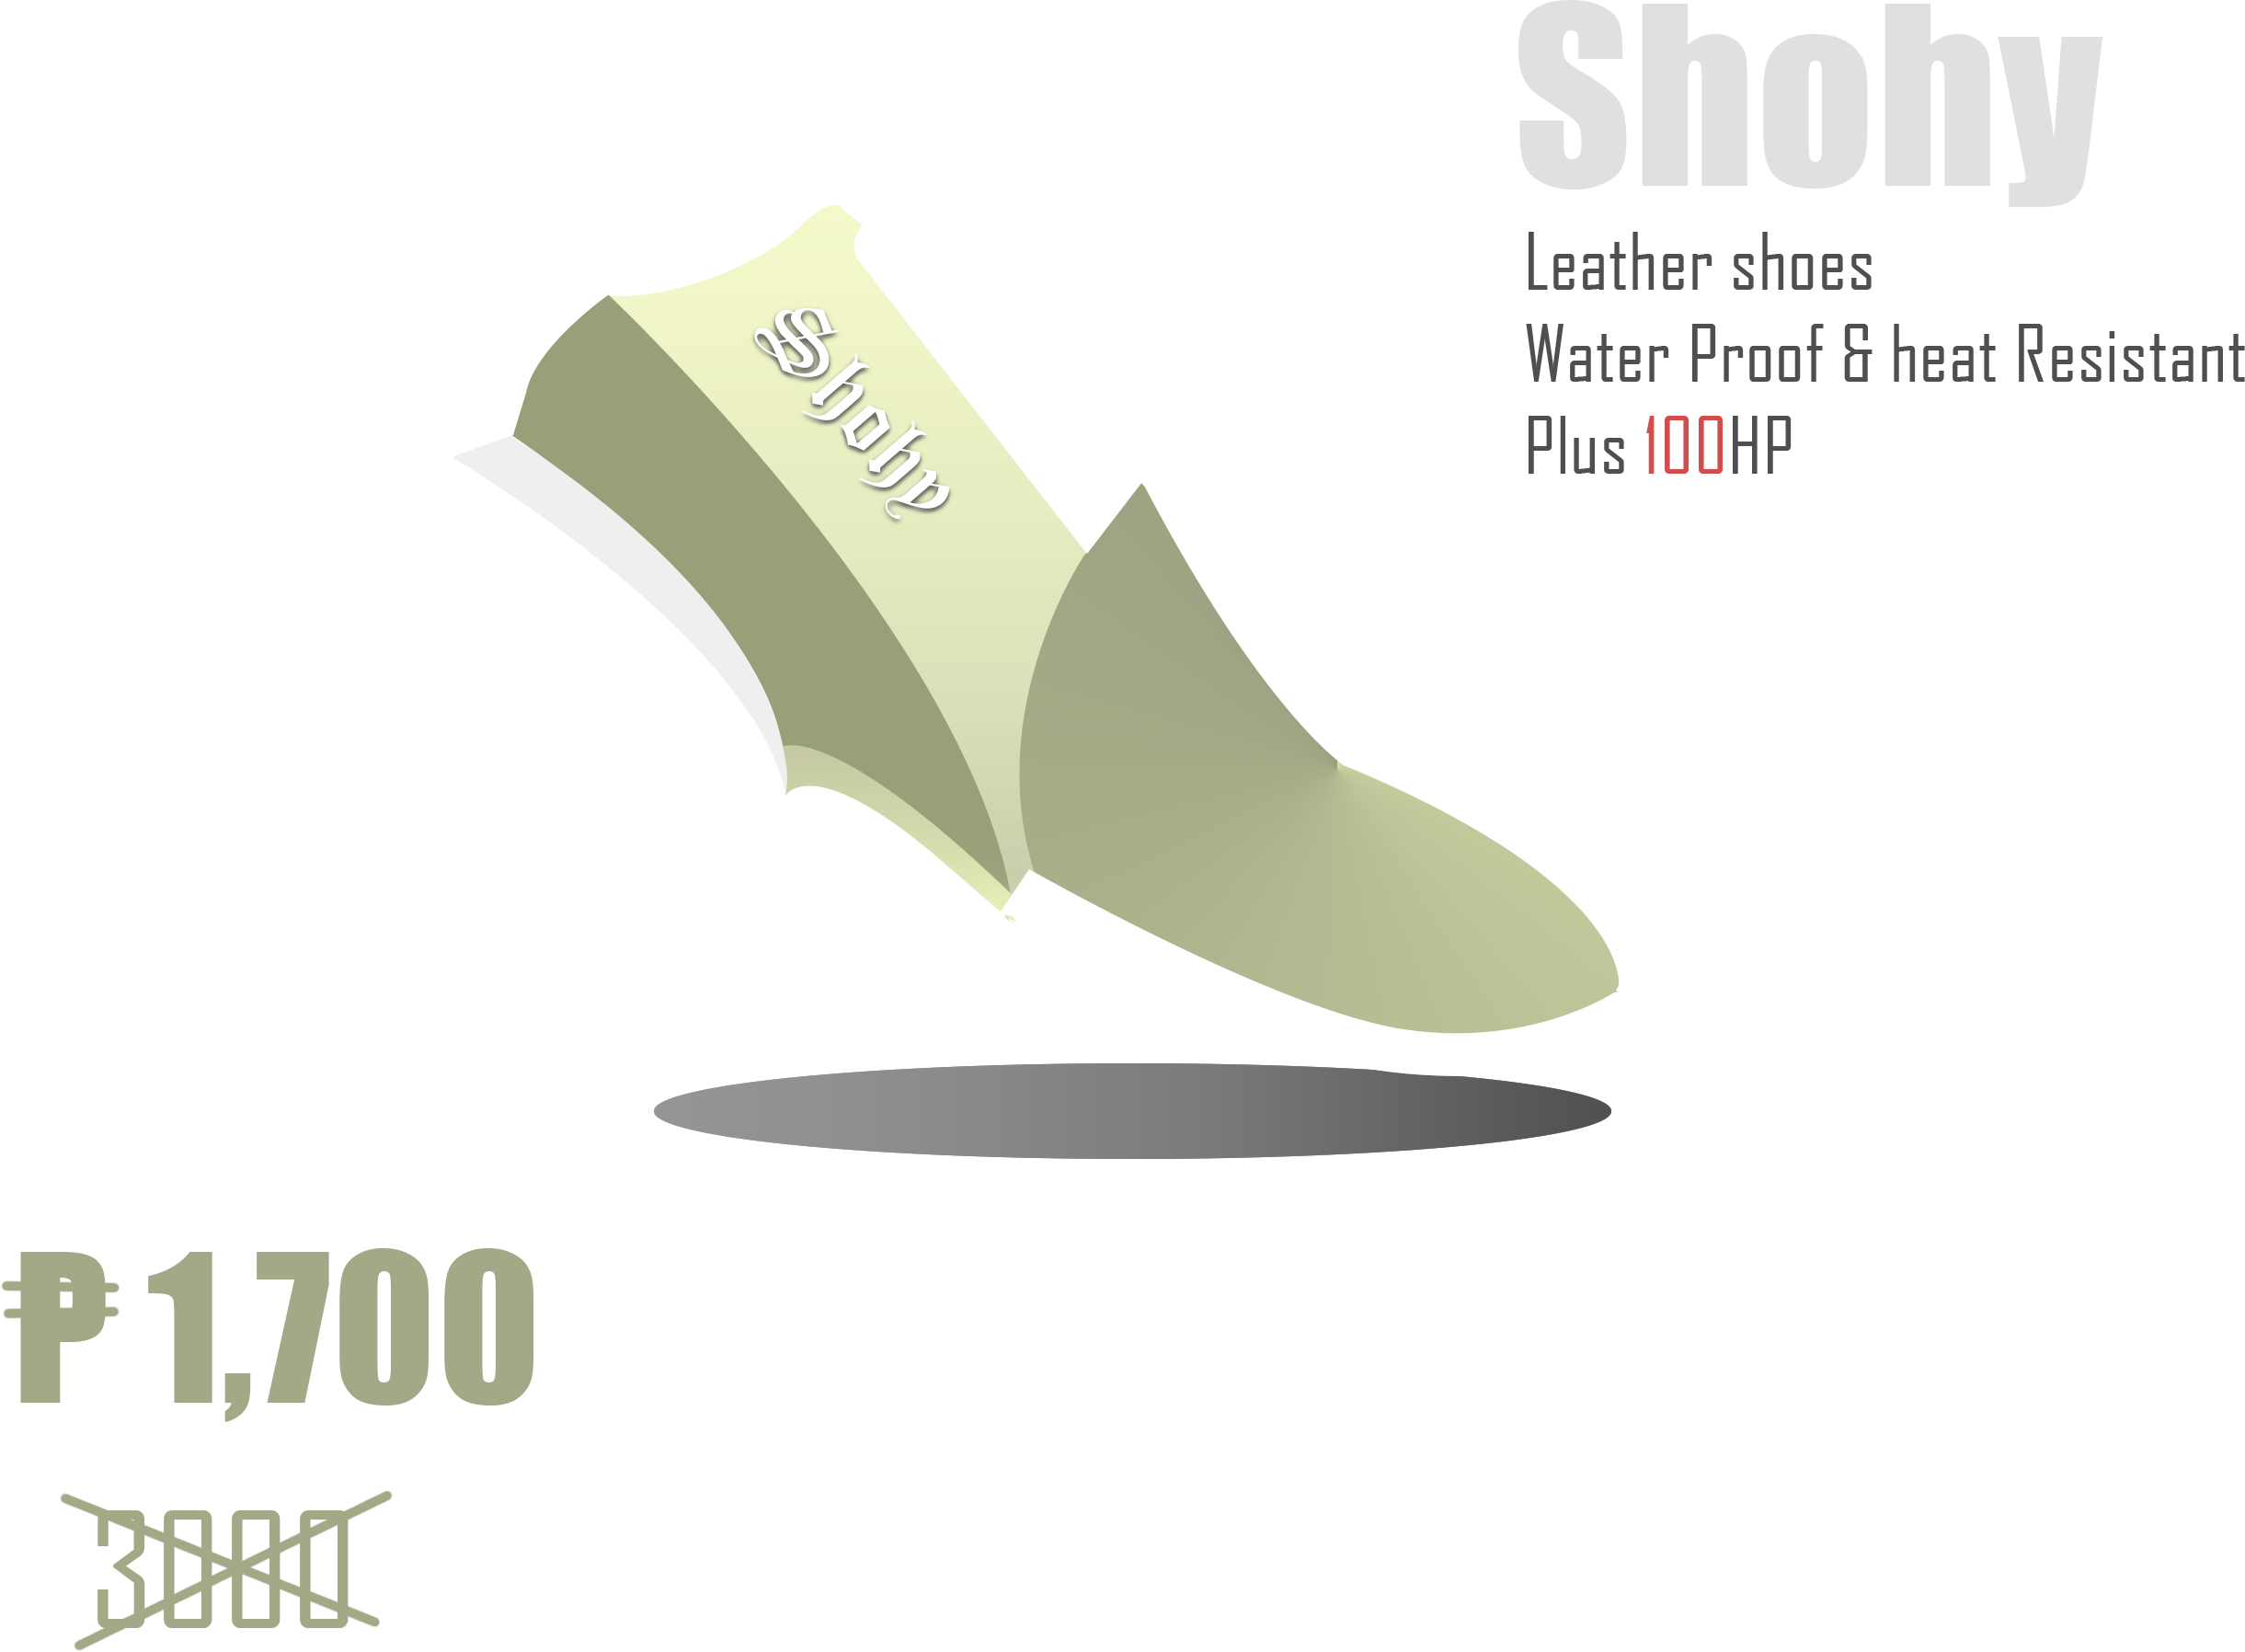 Shohy
Leather shoes
Water Proof & heat Resistant
Plus 100HP
Shohy
₱ 1,700
3000